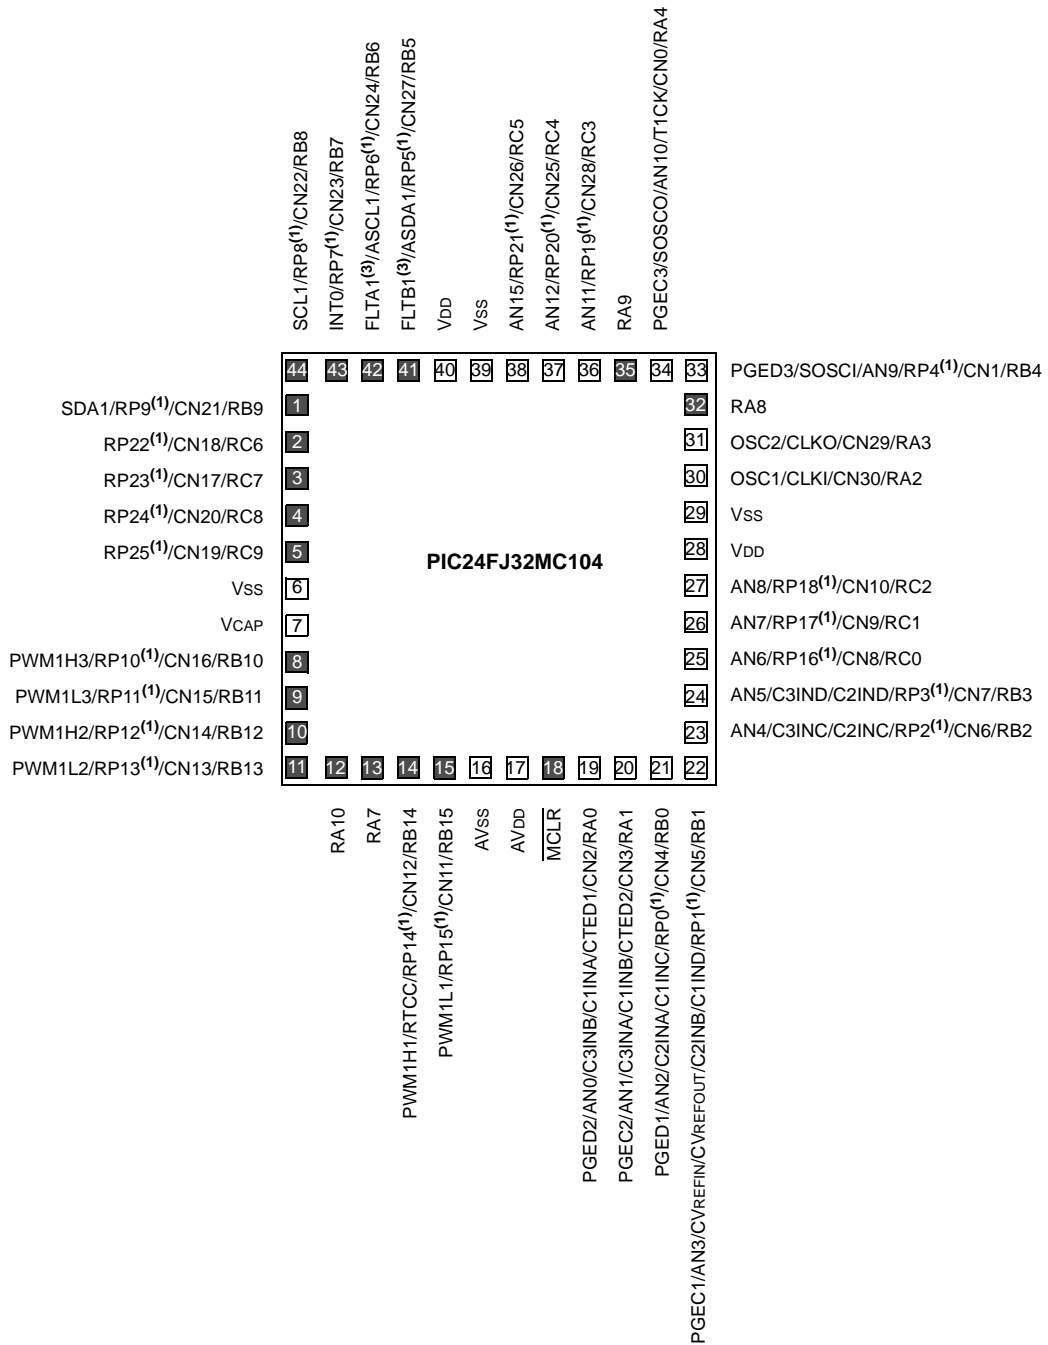 SCL1/RP8(1)/CN22/RB8
INT0/RP7(1)/CN23/RB7
FLTA1(3)/ASCL1/RP6(1)/CN24/RB6
FLTB1(3)/ASDA1/RP5(1)/CN27/RB5
VDD
VSS
AN15/RP21(1)/CN26/RC5
AN12/RP20(1)/CN25/RC4
AN11/RP19(1)/CN28/RC3
RA9
PGEC3/SOSCO/AN10/T1CK/CN0/RA4
44 43 42 41 40 39 38 37 36 35 34 33 PGED3/SOSCI/AN9/RP4(1)/CN1/RB4
SDA1/RP9(1)/CN21/RB9 1 32 RA8
RP22(1)/CN18/RC6 2 31 OSC2/CLKO/CN29/RA3
RP23(1)/CN17/RC7 3 30 OSC1/CLKI/CN30/RA2
RP24(1)/CN20/RC8 4 29 VSS
RP25(1)/CN19/RC9 5 28 VDD
PIC24FJ32MC104
VSS 6 27 AN8/RP18(1)/CN10/RC2
VCAP 7 26 AN7/RP17(1)/CN9/RC1
PWM1H3/RP10(1)/CN16/RB10 8 25 AN6/RP16(1)/CN8/RC0
PWM1L3/RP11(1)/CN15/RB11 9 24 AN5/C3IND/C2IND/RP3(1)/CN7/RB3
PWM1H2/RP12(1)/CN14/RB12 10 23 AN4/C3INC/C2INC/RP2(1)/CN6/RB2
PWM1L2/RP13(1)/CN13/RB13 11 12 13 14 15 16 17 18 19 20 21 22
RA10
RA7
PWM1H1/RTCC/RP14(1)/CN12/RB14
PWM1L1/RP15(1)/CN11/RB15
AVSS
AVDD
MCLR
PGED2/AN0/C3INB/C1INA/CTED1/CN2/RA0
PGEC2/AN1/C3INA/C1INB/CTED2/CN3/RA1
PGED1/AN2/C2INA/C1INC/RP0(1)/CN4/RB0
PGEC1/AN3/CVREFIN/CVREFOUT/C2INB/C1IND/RP1(1)/CN5/RB1